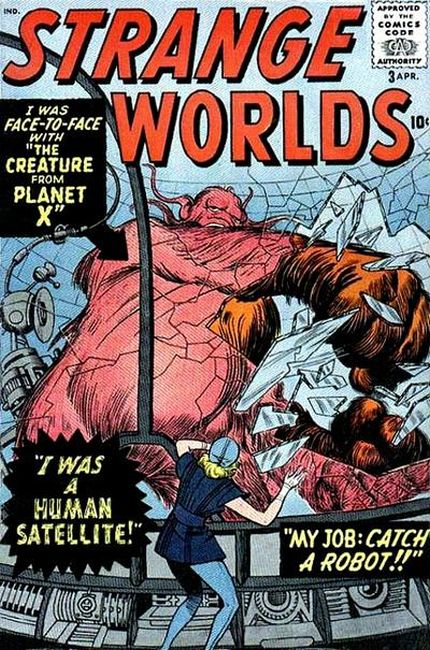 IND.
STRANGE
WORLDS
APPROVED
BY THE
COMICS
CODE
CA
AUTHORITY
3 APR.
10¢
I WAS
FACE-TO-FACE
WITH
"THE
CREATURE
FROM
PLANET
X"
"I WAS
A
HUMAN
SATELLITE!"
"MY JOB: CATCH
A ROBOT!!"